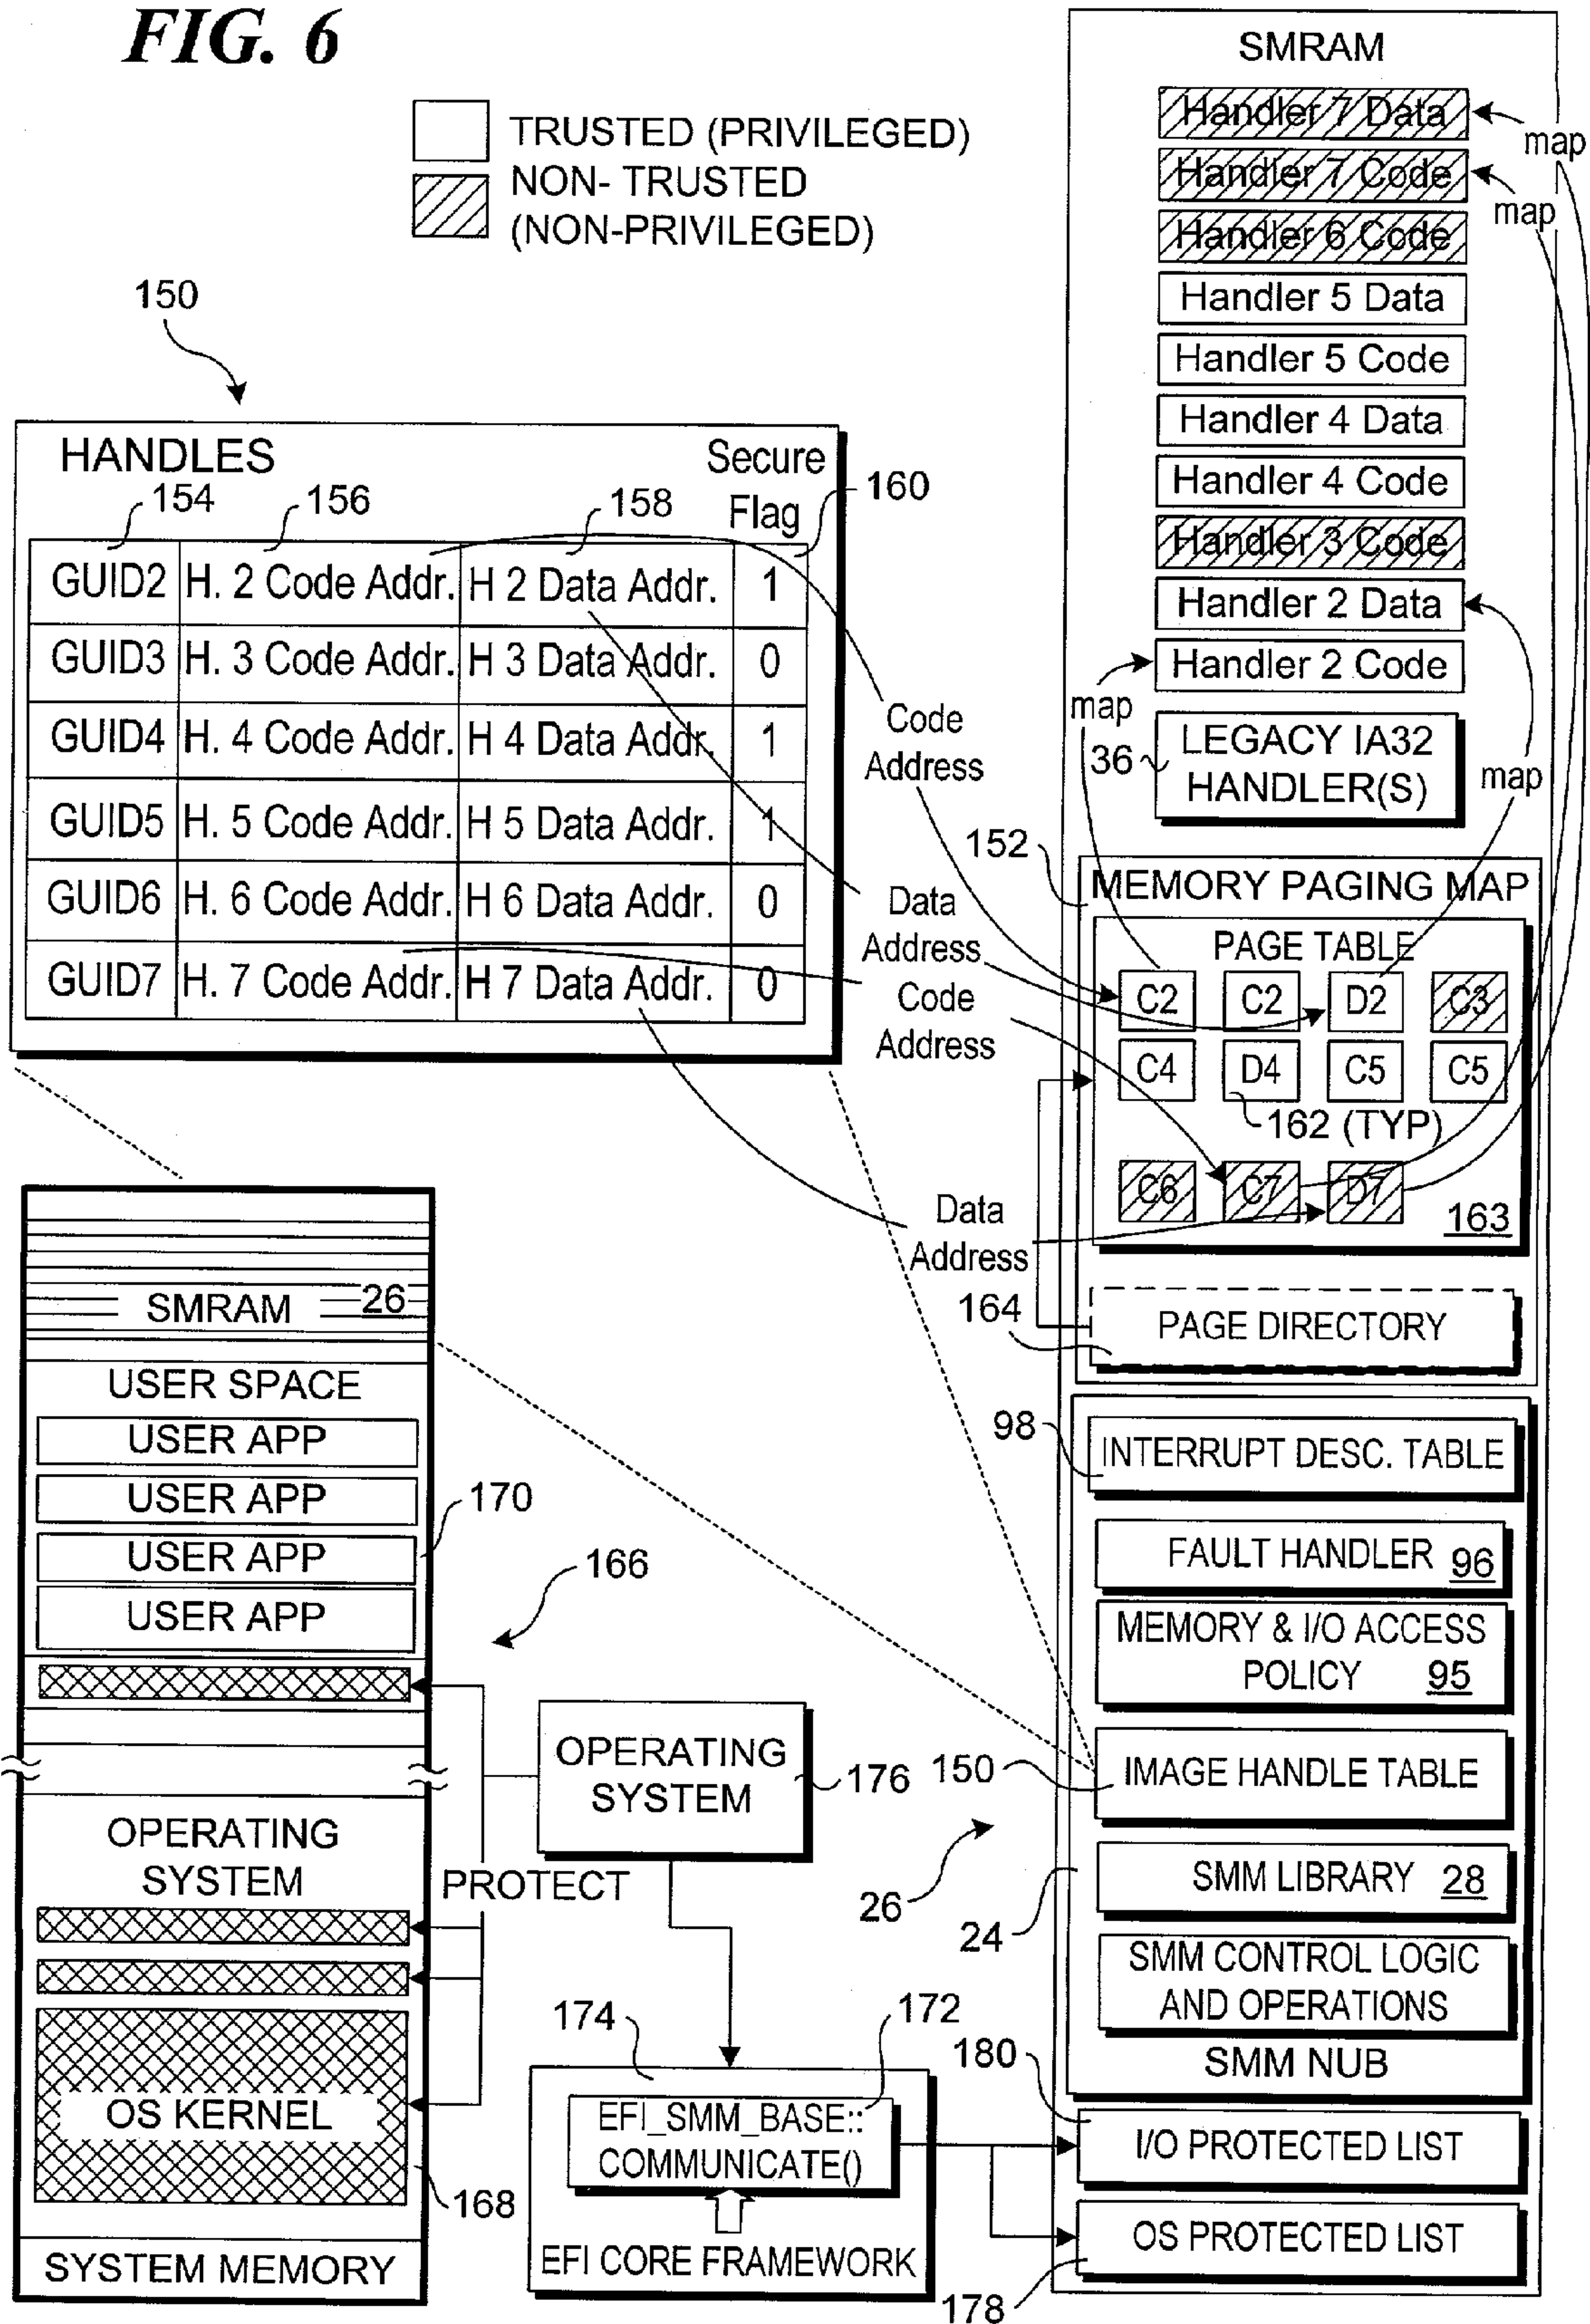 FIG. 6
TRUSTED (PRIVILEGED)
NON- TRUSTED
(NON-PRIVILEGED)
150
HANDLES
Secure
Flag
154
156
158
160
GUID2 H. 2 Code Addr. H 2 Data Addr. 1
GUID3 H. 3 Code Addr. H 3 Data Addr. 0
GUID4 H. 4 Code Addr. H 4 Data Addr. 1
GUID5 H. 5 Code Addr. H 5 Data Addr. 1
GUID6 H. 6 Code Addr. H 6 Data Addr. 0
GUID7 H. 7 Code Addr. H 7 Data Addr. 0
Code
Address
Data
Address
Code
Address
Data
Address
SMRAM
Handler 7 Data
map
Handler 7 Code
map
Handler 6 Code
Handler 5 Data
Handler 5 Code
Handler 4 Data
Handler 4 Code
Handler 3 Code
Handler 2 Data
Handler 2 Code
map
map
36
LEGACY IA32
HANDLER(S)
152
MEMORY PAGING MAP
PAGE TABLE
C2 C2 D2 C3
C4 D4 C5 C5
162 (TYP)
C6 C7 D7
163
164
PAGE DIRECTORY
98
INTERRUPT DESC. TABLE
FAULT HANDLER 96
MEMORY & I/O ACCESS
POLICY 95
150
IMAGE HANDLE TABLE
26
SMM LIBRARY 28
24
SMM CONTROL LOGIC
AND OPERATIONS
SMM NUB
180
I/O PROTECTED LIST
OS PROTECTED LIST
178
SMRAM 26
USER SPACE
USER APP
USER APP
170
USER APP
USER APP
166
OPERATING
SYSTEM
176
OPERATING
SYSTEM
PROTECT
OS KERNEL
168
SYSTEM MEMORY
174
172
EFI_SMM_BASE::
COMMUNICATE()
EFI CORE FRAMEWORK